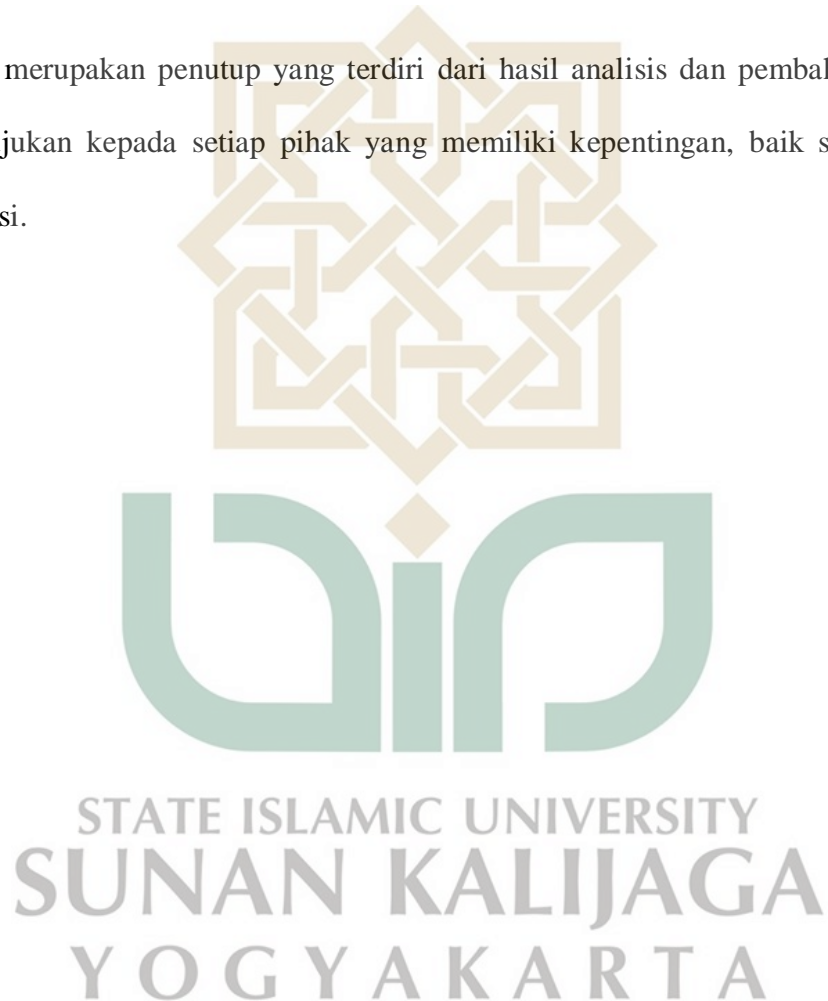 merupakan penutup yang terdiri dari hasil analisis dan
jukan kepada setiap pihak yang memiliki kepentingan, baik
si.
STATE ISLAMIC UNIVERSITY
SUNAN KALIJAGA
YOGYAKARTA